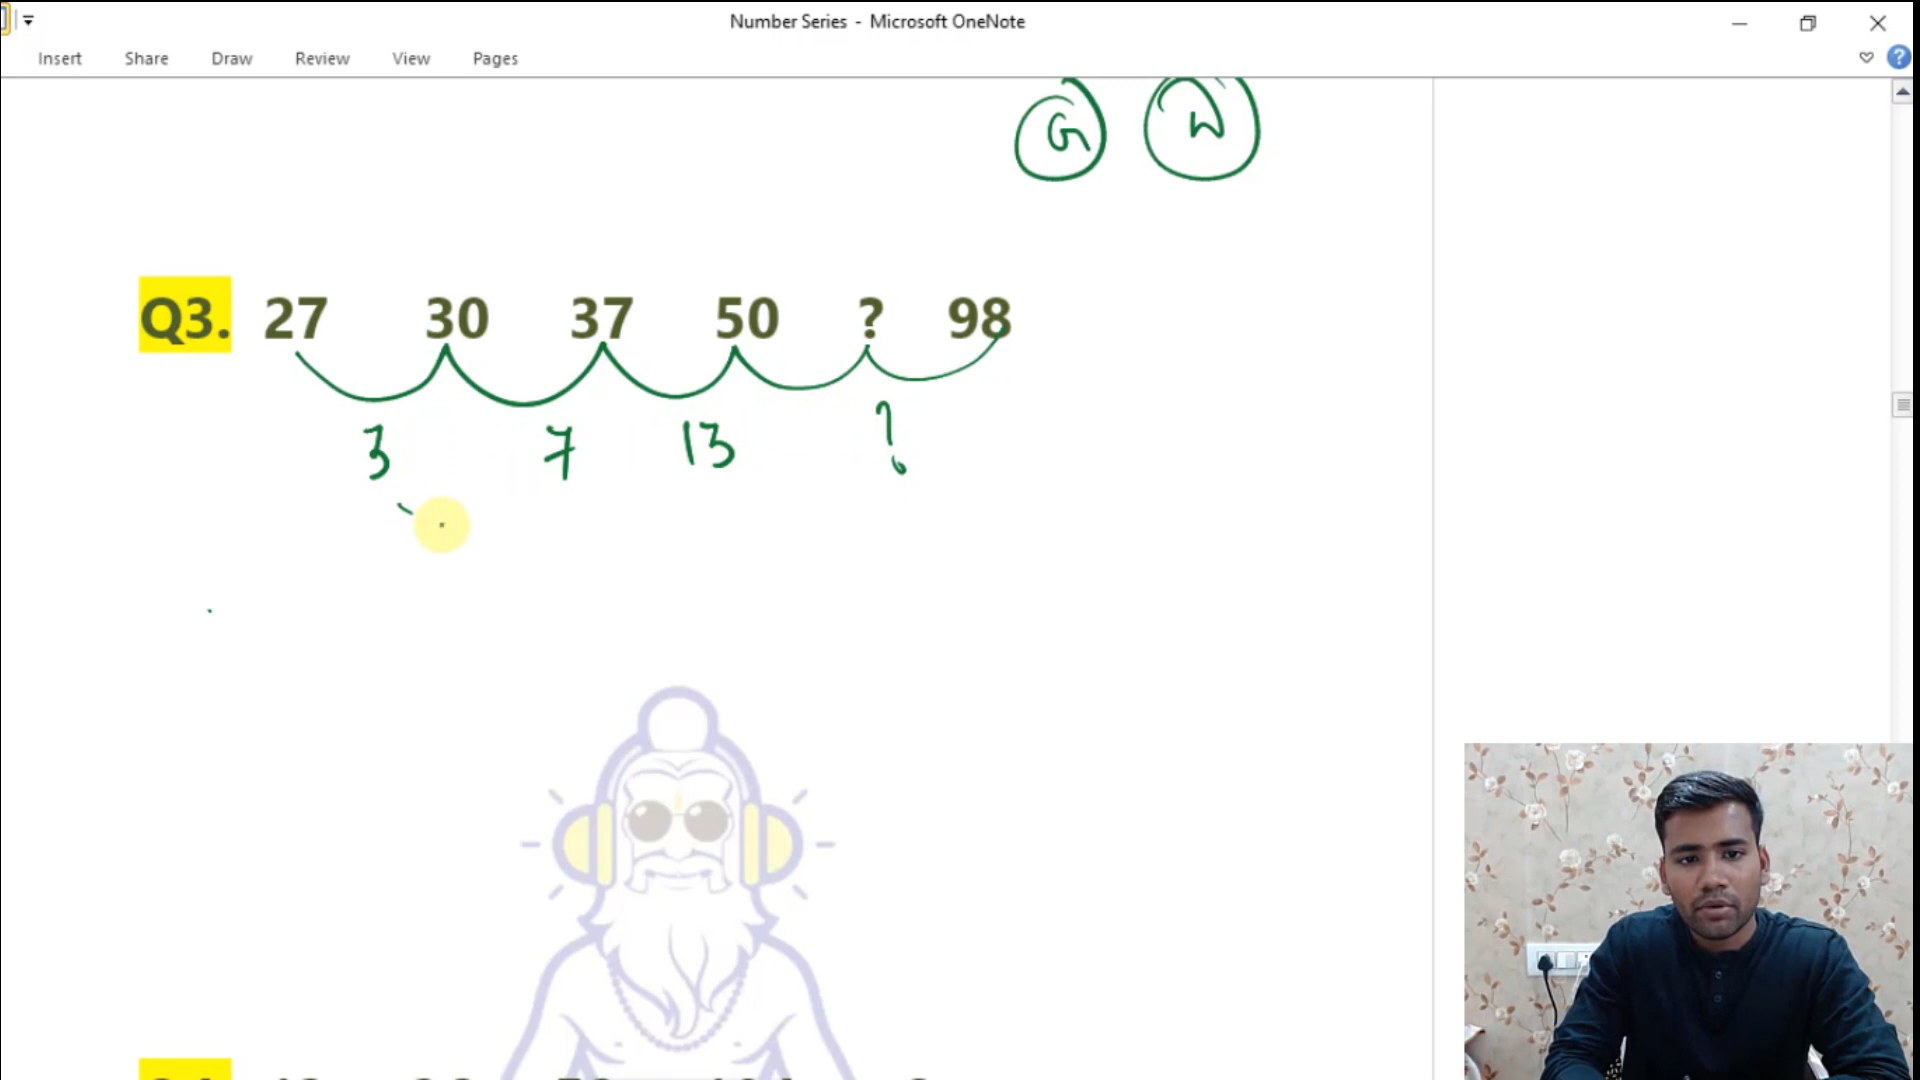 Number Series - Microsoft OneNote
Insert Share Draw Review View Pages
?
G W
Q3. 27 30 37 50 ? 98
3 7 13 ?